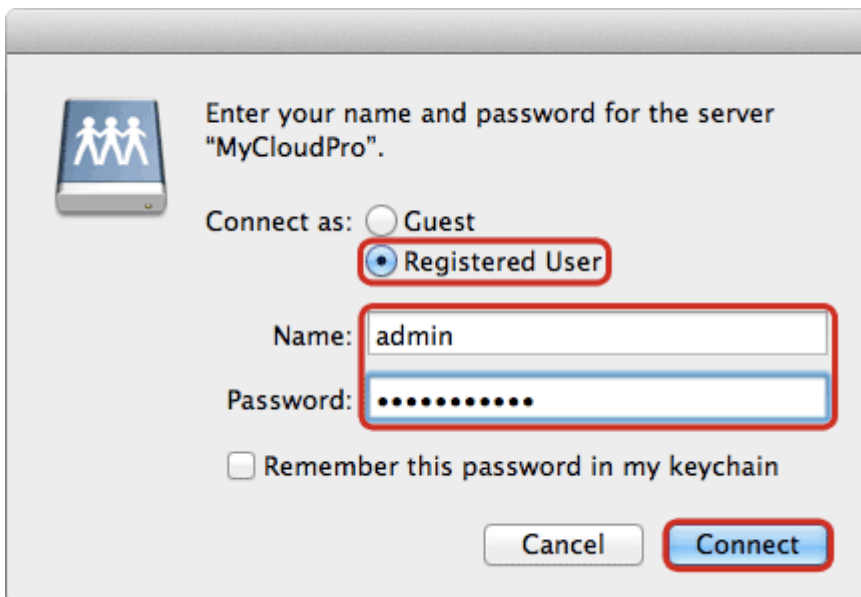 Enter your name and password for the server
“MyCloudPro”.
Connect as: Guest
Registered User
Name: admin
Password: •••••••••••
Remember this password in my keychain
Cancel Connect